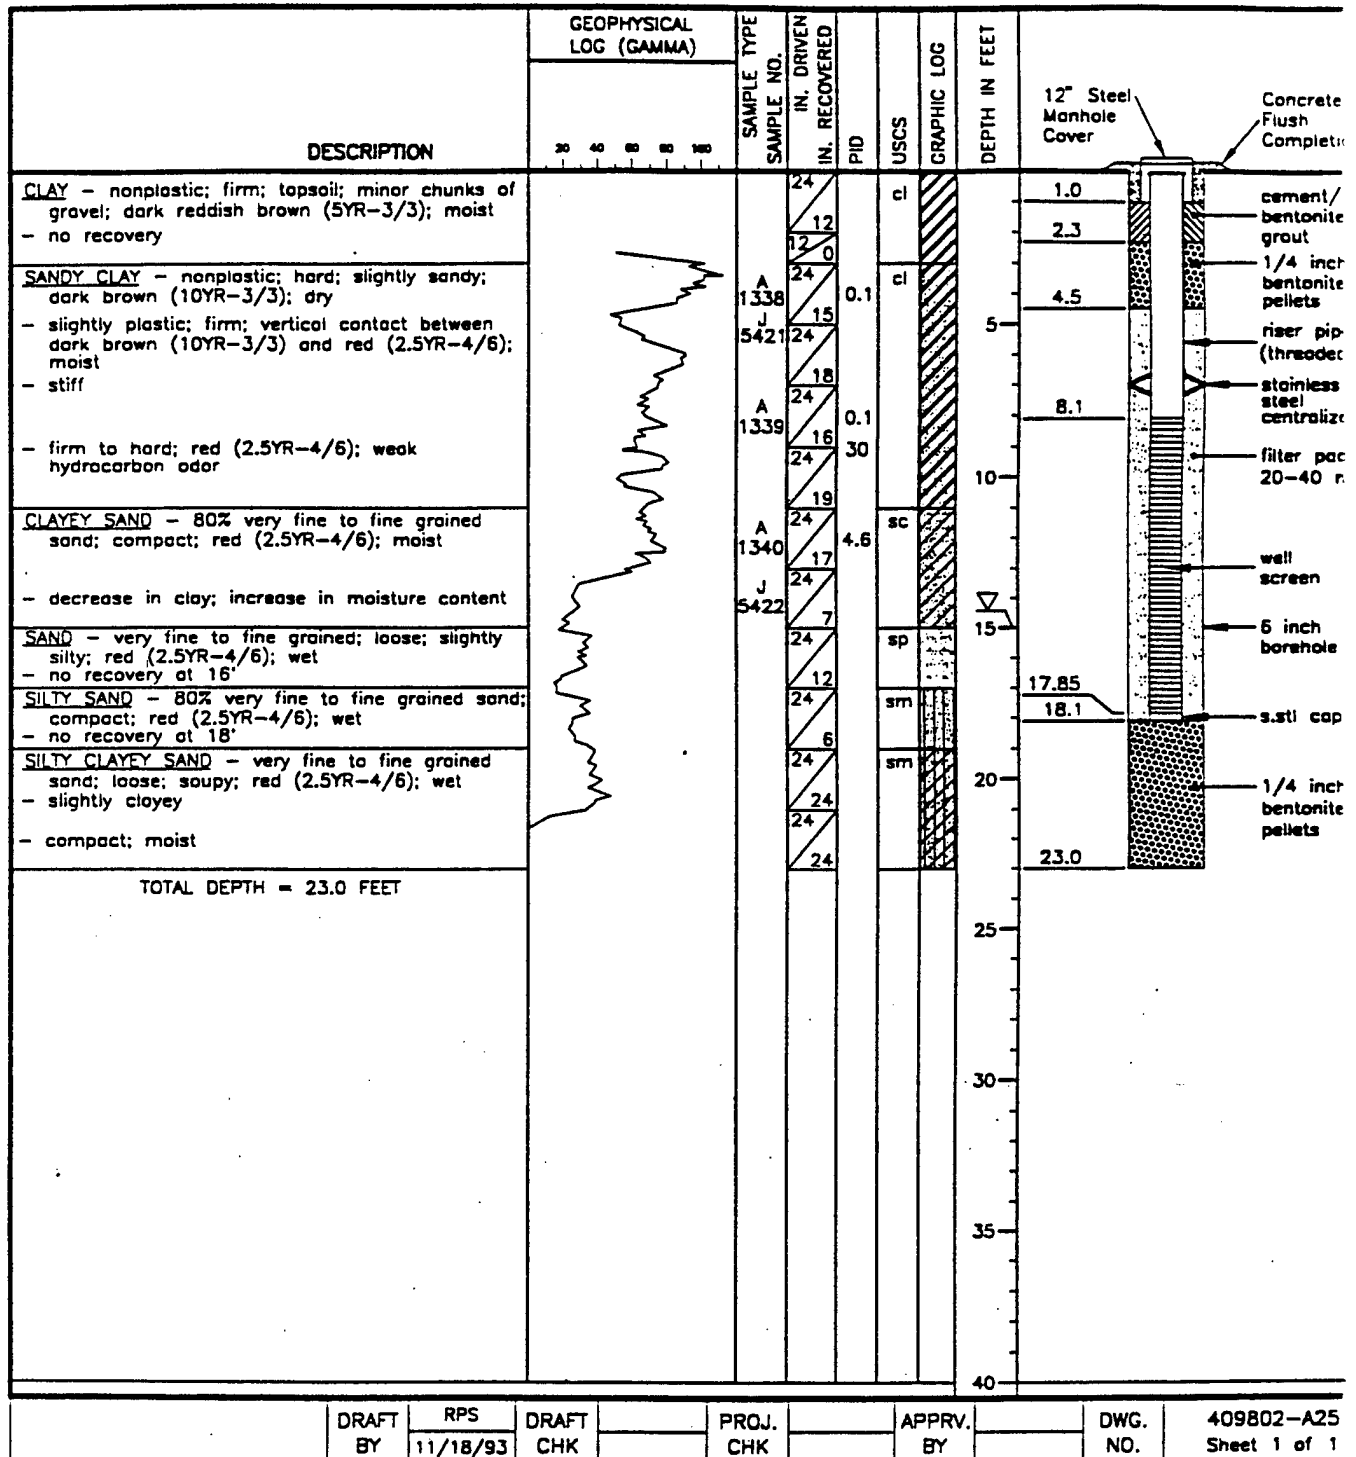 GEOPHYSICAL
LOG (GAMMA)
20 40 60 80 100
DESCRIPTION
SAMPLE TYPE
SAMPLE NO.
IN. DRIVEN
IN. RECOVERED
PID
USCS
GRAPHIC LOG
DEPTH IN FEET
12" Steel
Manhole
Cover
Concrete
Flush
CLAY – nonplastic; firm; topsoil; minor chunks of
gravel; dark reddish brown (5YR–3/3); moist
– no recovery
SANDY CLAY – nonplastic; hard; slightly sandy;
dark brown (10YR–3/3); dry
– slightly plastic; firm; vertical contact between
dark brown (10YR–3/3) and red (2.5YR–4/6);
moist
– stiff
– firm to hard; red (2.5YR–4/6); weak
hydrocarbon odor
CLAYEY SAND – 80% very fine to fine grained
sand; compact; red (2.5YR–4/6); moist
– decrease in clay; increase in moisture content
SAND – very fine to fine grained; loose; slightly
silty; red (2.5YR–4/6); wet
– no recovery at 16'
SILTY SAND – 80% very fine to fine grained sand;
compact; red (2.5YR–4/6); wet
– no recovery at 18'
SILTY CLAYEY SAND – very fine to fine grained
sand; loose; soupy; red (2.5YR–4/6); wet
– slightly clayey
– compact; moist
TOTAL DEPTH = 23.0 FEET
A
1338
J
5421
A
1339
A
1340
J
5422
24 12
12 0
24 15
24 18
24 16
24 19
24 17
24 7
24 12
24 6
24 24
24 24
0.1
0.1
30
4.6
cl
cl
sc
sp
sm
sm
5
10
15
20
25
30
35
40
1.0
2.3
4.5
8.1
17.85
18.1
23.0
cement/
bentonite
grout
1/4 inch
bentonite
pellets
riser
stainless
steel
filter
20–40
well
screen
6 inch
borehole
s.stl cap
1/4 inch
bentonite
pellets
DRAFT
BY
RPS
11/18/93
DRAFT
CHK
PROJ.
CHK
APPRV.
BY
DWG.
NO.
409802–A25
Sheet 1 of 1